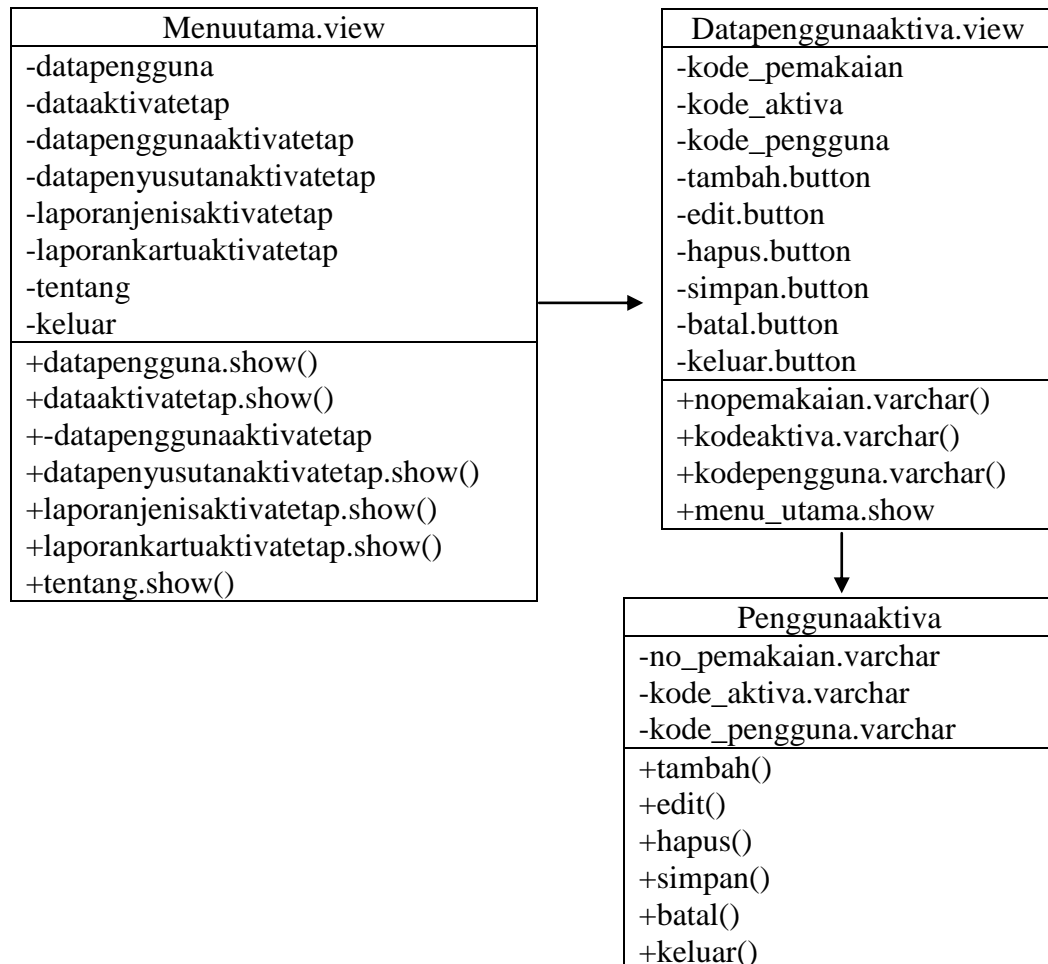 Menuutama.view
-datapengguna
-dataaktivatetap
-datapenggunaaktivatetap
-datapenyusutanaktivatetap
-laporanjenisaktivatetap
-laporankartuaktivatetap
-tentang
-keluar
+datapengguna.show()
+dataaktivatetap.show()
+-datapenggunaaktivatetap
+datapenyusutanaktivatetap.show()
+laporanjenisaktivatetap.show()
+laporankartuaktivatetap.show()
+tentang.show()
Datapenggunaaktiva.view
-kode_pemakaian
-kode_aktiva
-kode_pengguna
-tambah.button
-edit.button
-hapus.button
-simpan.button
-batal.button
-keluar.button
+nopemakaian.varchar()
+kodeaktiva.varchar()
+kodepengguna.varchar()
+menu_utama.show
Penggunaaktiva
-no_pemakaian.varchar
-kode_aktiva.varchar
-kode_pengguna.varchar
+tambah()
+edit()
+hapus()
+simpan()
+batal()
+keluar()